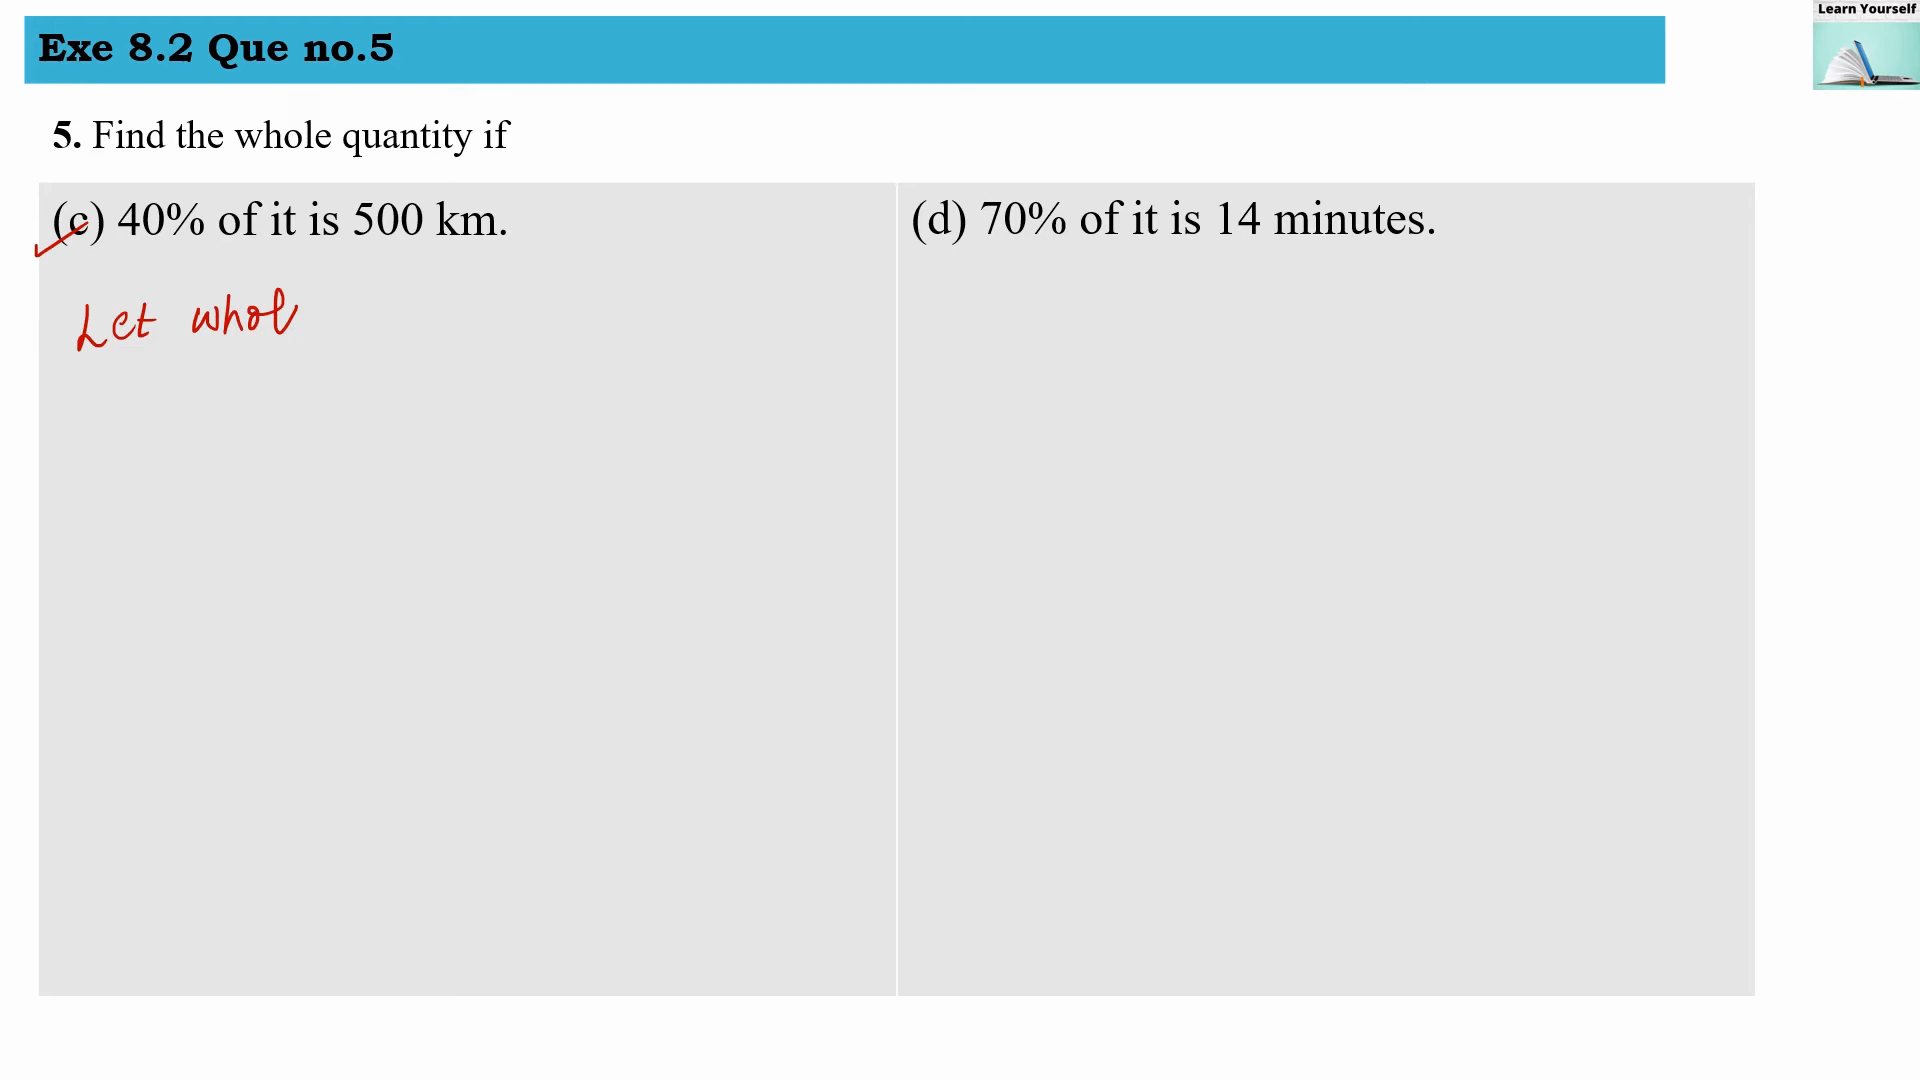 Learn Yourself
Exe 8.2 Que no.5
5. Find the whole quantity if
(c) 40% of it is 500 km.
(d) 70% of it is 14 minutes.
Let whol